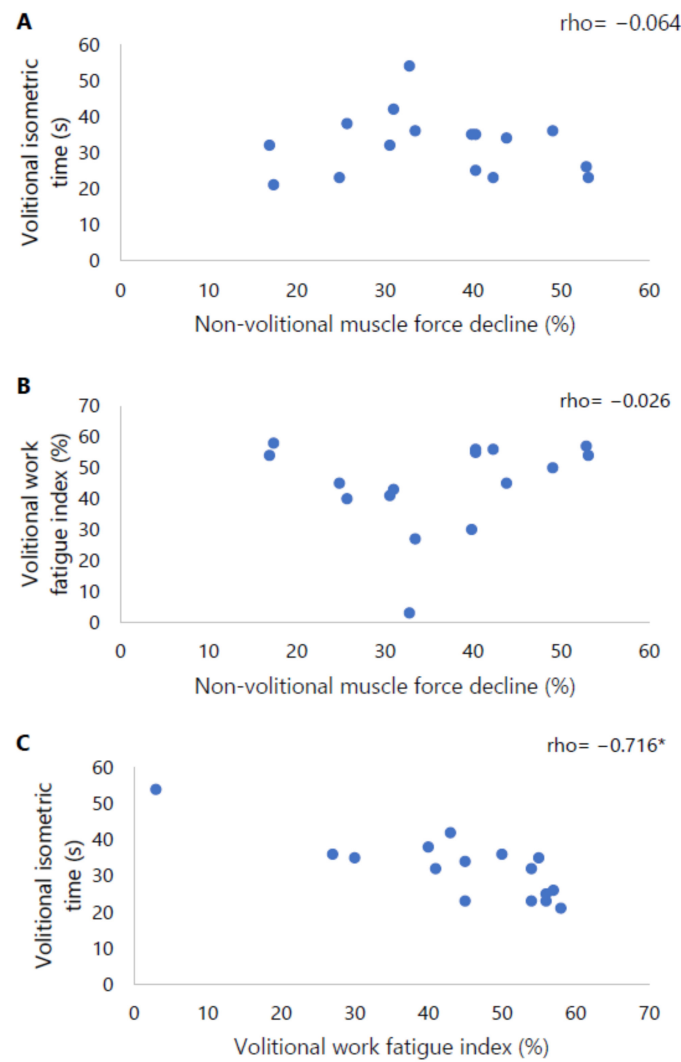 A
rho= −0.064
Volitional isometric
time (s)
60
50
40
30
20
10
0
0 10 20 30 40 50 60
Non-volitional muscle force decline (%)
B
rho= −0.026
Volitional work
fatigue index (%)
70
60
50
40
30
20
10
0
0 10 20 30 40 50 60
Non-volitional muscle force decline (%)
C
rho= −0.716*
Volitional isometric
time (s)
60
50
40
30
20
10
0
0 10 20 30 40 50 60 70
Volitional work fatigue index (%)